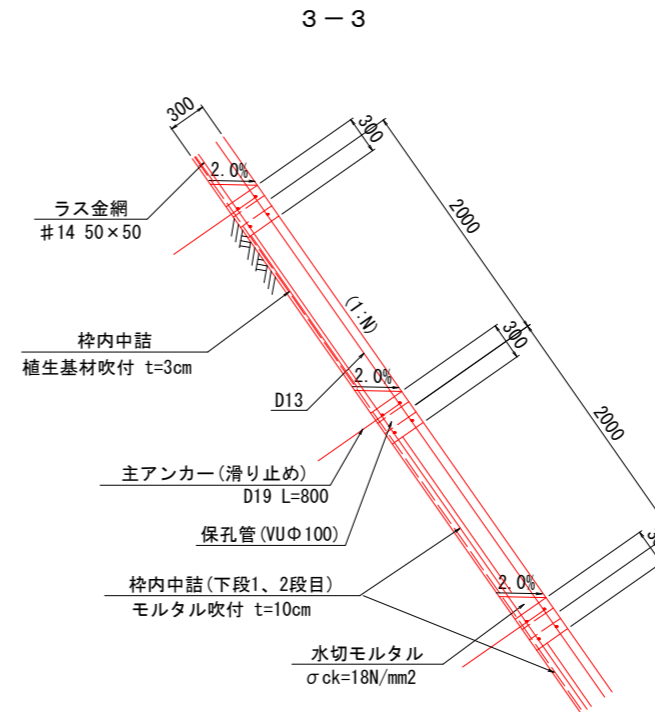 3-3
300
300
2.0%
ラス金網
#14 50×50
2000
(1:N)
枠内中詰
植生基材吹付 t=3cm
300
D13
2.0%
2000
主アンカー(滑り止め)
D19 L=800
保孔管(VUΦ100)
枠内中詰(下段1、2段目)
モルタル吹付 t=10cm
2.0%
水切モルタル
σck=18N/mm2